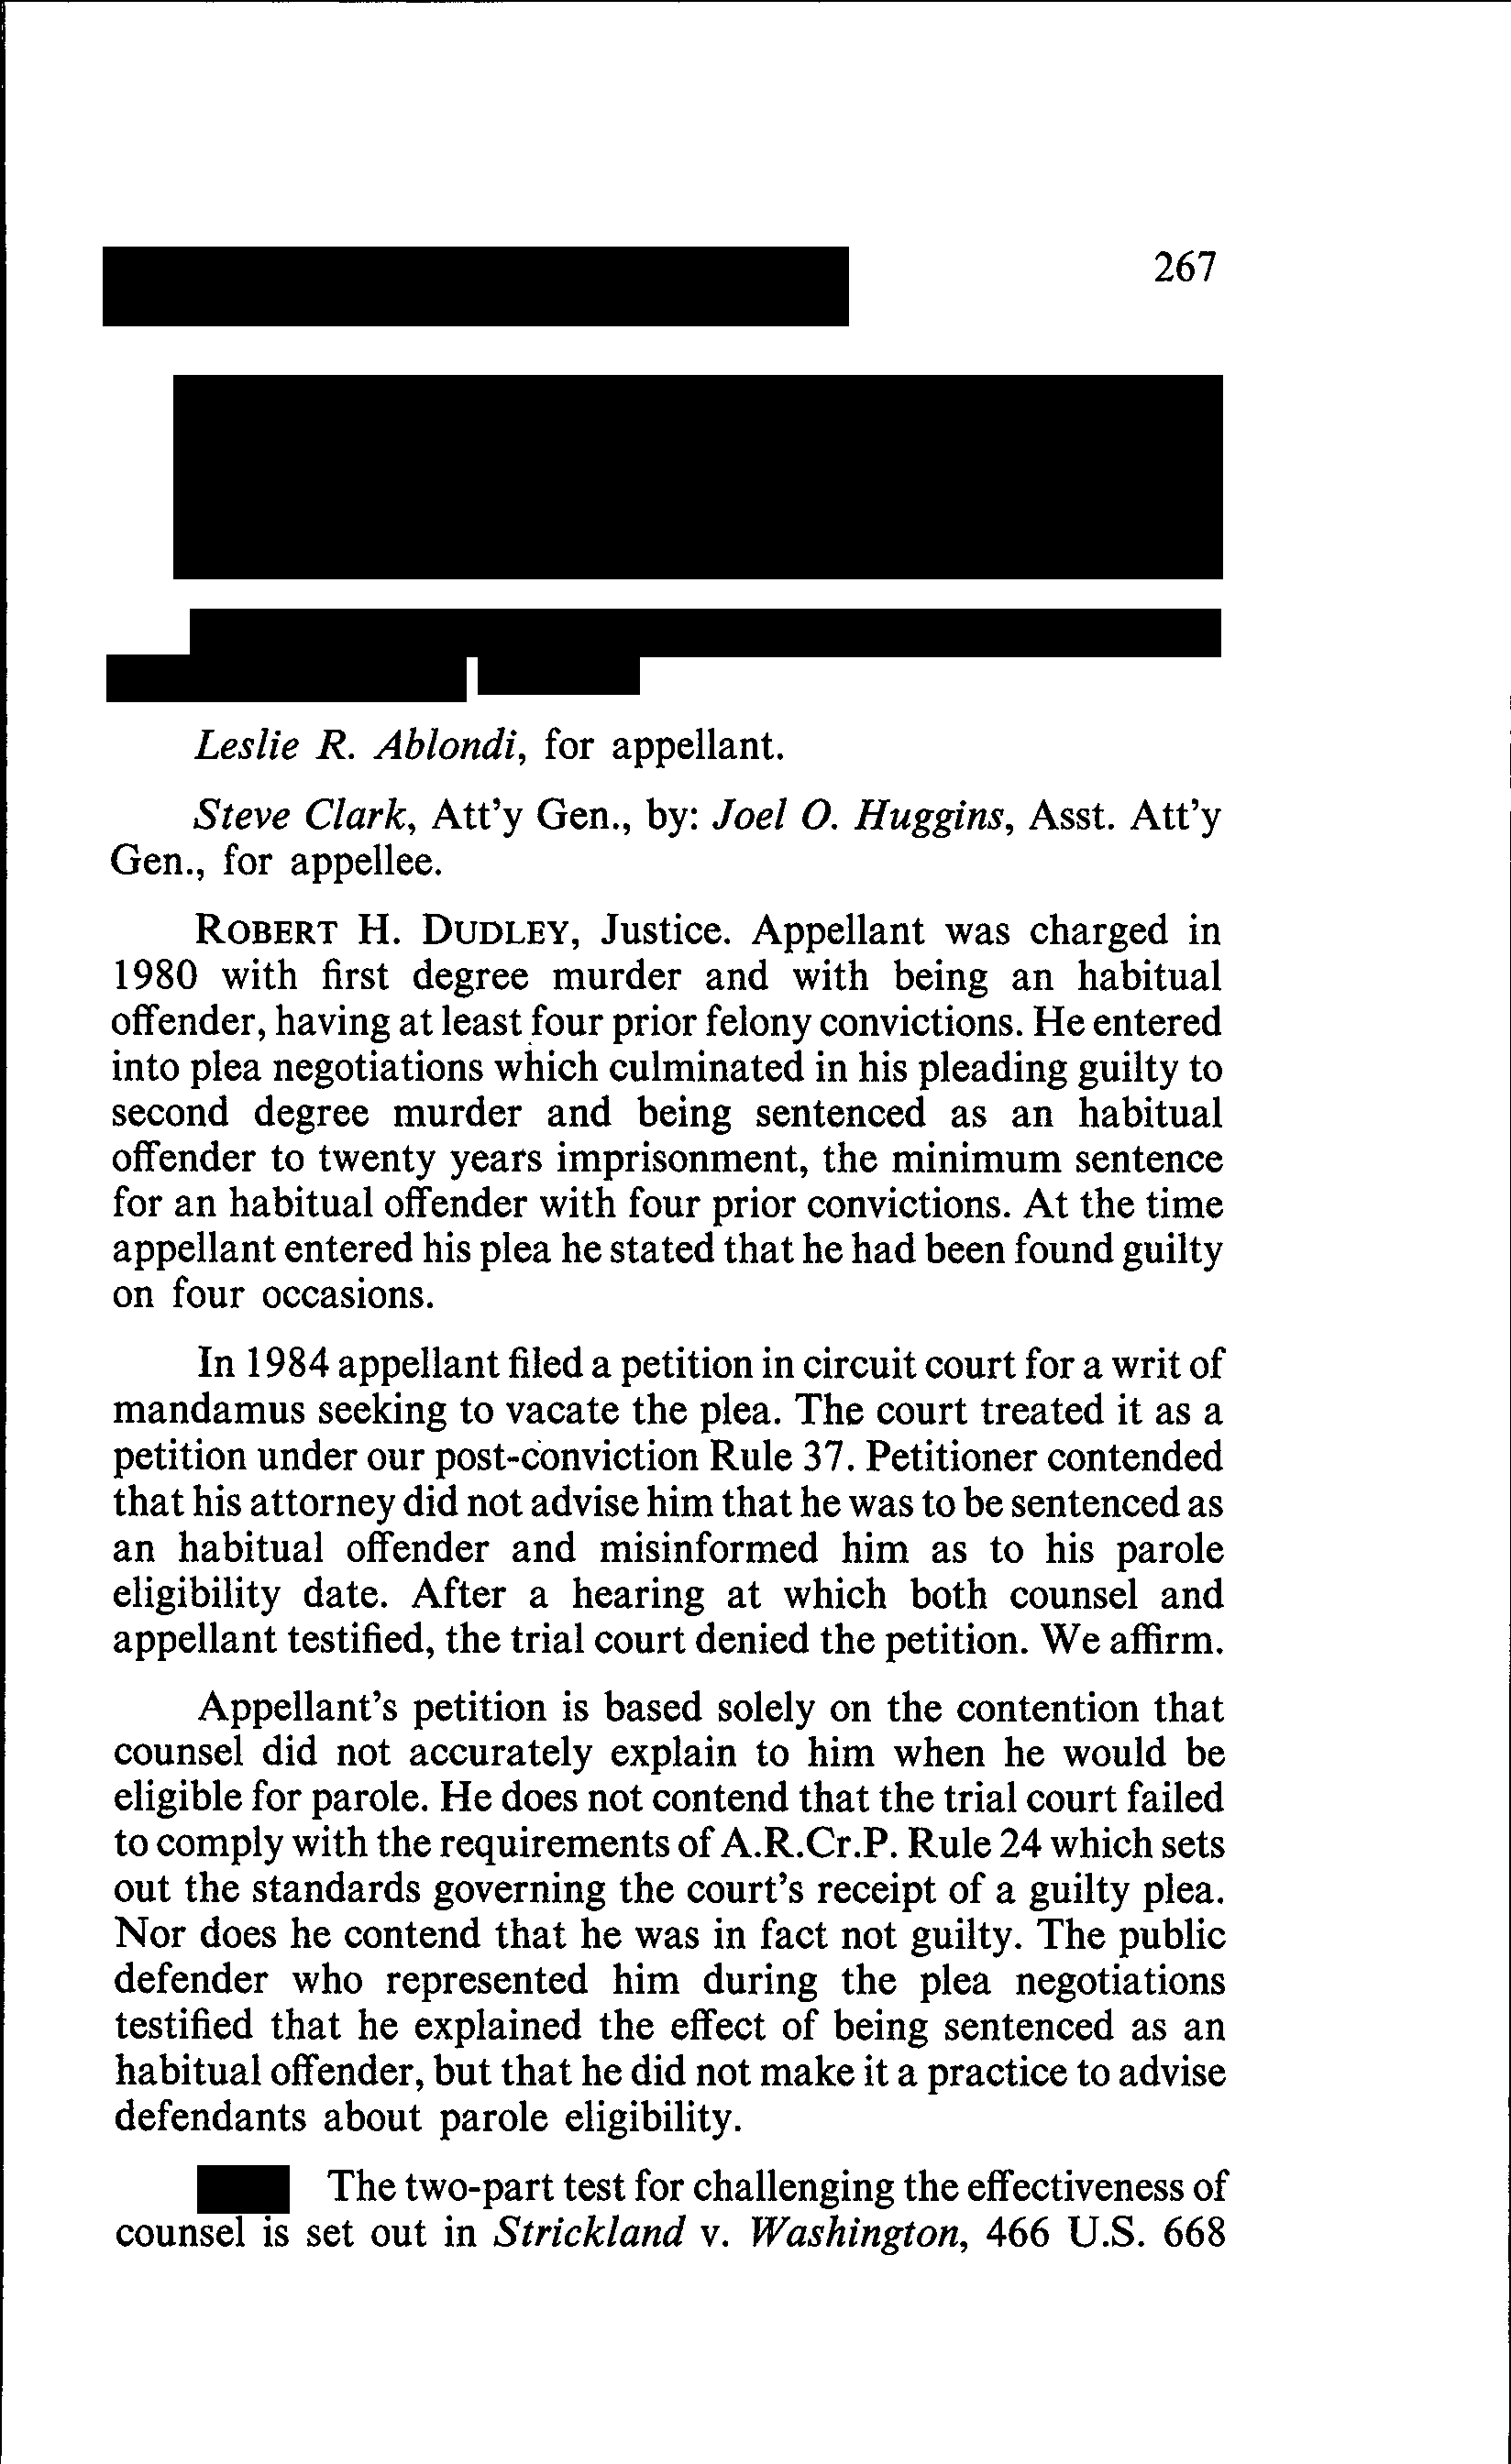 267
Leslie R. Ablondi, for appellant.
Steve Clark, Att'y Gen., by: Joel O. Huggins, Asst. Att'y
Gen., for appellee.
ROBERT H. DUDLEY, Justice. Appellant was charged in
1980 with first degree murder and with being an habitual
offender, having at least four prior felony convictions. He entered
into plea negotiations which culminated in his pleading guilty to
second degree murder and being sentenced as an habitual
offender to twenty years imprisonment, the minimum sentence
for an habitual offender with four prior convictions. At the time
appellant entered his plea he stated that he had been found guilty
on four occasions.
In 1984 appellant filed a petition in circuit court for a writ of
mandamus seeking to vacate the plea. The court treated it as a
petition under our post-conviction Rule 37. Petitioner contended
that his attorney did not advise him that he was to be sentenced as
an habitual offender and misinformed him as to his parole
eligibility date. After a hearing at which both counsel and
appellant testified, the trial court denied the petition. We affirm.
Appellant's petition is based solely on the contention that
counsel did not accurately explain to him when he would be
eligible for parole. He does not contend that the trial court failed
to comply with the requirements of A.R.Cr.P. Rule 24 which sets
out the standards governing the court's receipt of a guilty plea.
Nor does he contend that he was in fact not guilty. The public
defender who represented him during the plea negotiations
testified that he explained the effect of being sentenced as an
habitual offender, but that he did not make it a practice to advise
defendants about parole eligibility.
The two-part test for challenging the effectiveness of
counsel is set out in Strickland v. Washington, 466 U.S. 668